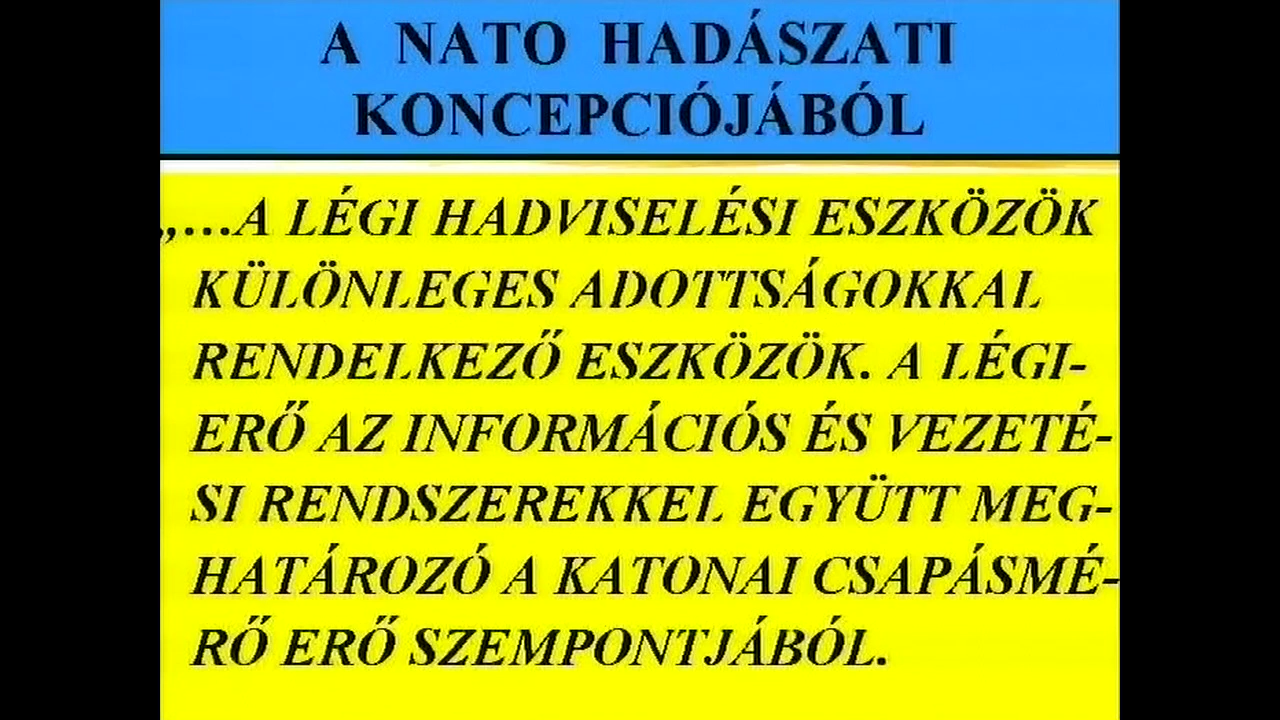 A NATO HADÁSZATI
KONCEPCIÓJÁBÓL
„…A LÉGI HADVISELÉSI ESZKÖZÖK
KÜLÖNLEGES ADOTTSÁGOKKAL
RENDELKEZŐ ESZKÖZÖK. A LÉGI-
ERŐ AZ INFORMÁCIÓS ÉS VEZETÉ-
SI RENDSZEREKKEL EGYÜTT MEG-
HATÁROZÓ A KATONAI CSAPÁSMÉ-
RŐ ERŐ SZEMPONTJÁBÓL.